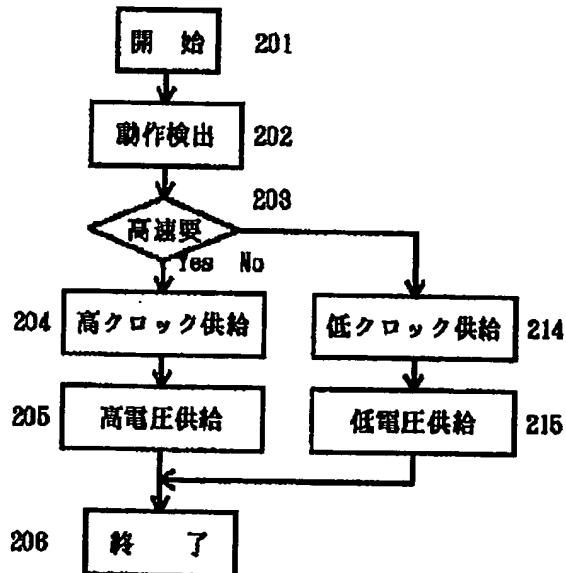 開 始 201
動作検出 202
203
高速要
Yes No
204 高クロック供給 低クロック供給 214
205 高電圧供給 低電圧供給 215
206 終 了